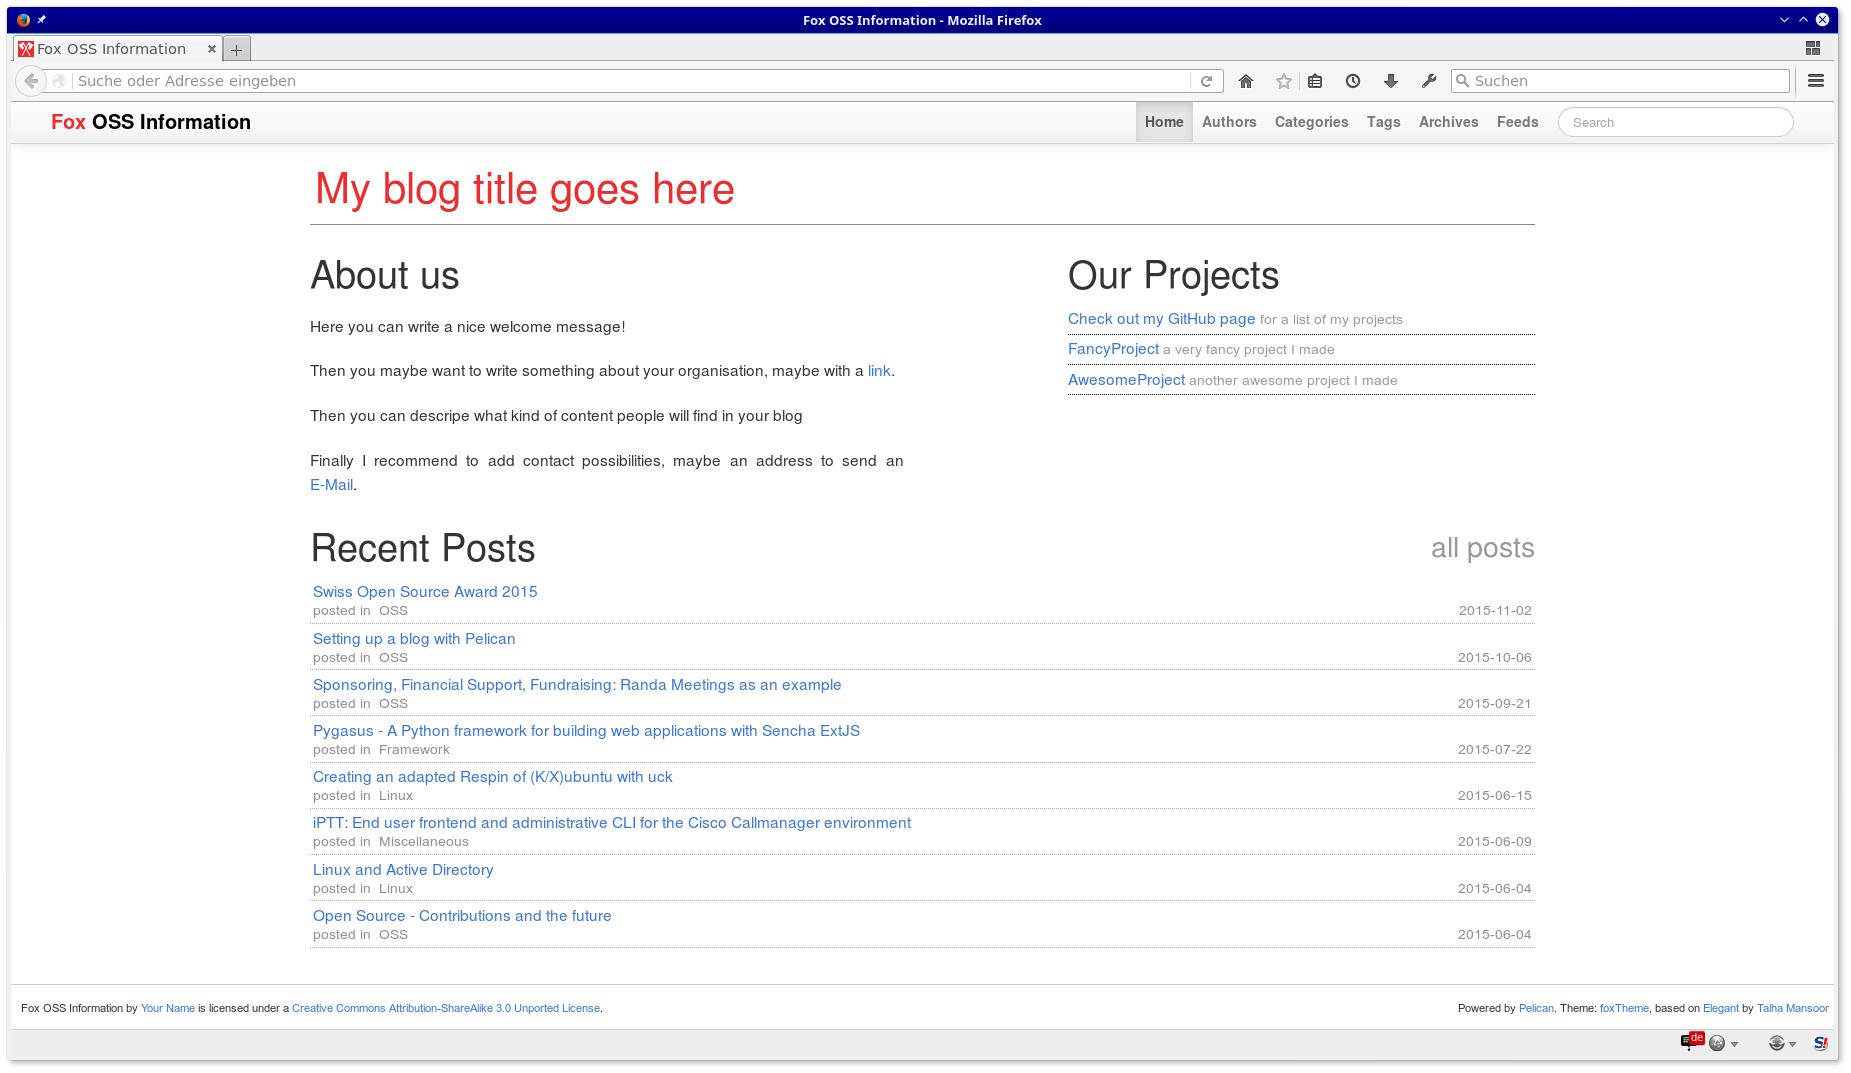 Fox OSS Information - Mozilla Firefox
Fox OSS Information
Suche oder Adresse eingeben
Suchen
Fox OSS Information
Home Authors Categories Tags Archives Feeds Search
My blog title goes here
About us
Here you can write a nice welcome message!
Then you maybe want to write something about your organisation, maybe with a link.
Then you can descripe what kind of content people will find in your blog
Finally I recommend to add contact possibilities, maybe an address to send an
E-Mail.
Our Projects
Check out my GitHub page for a list of my projects
FancyProject a very fancy project I made
AwesomeProject another awesome project I made
Recent Posts
all posts
Swiss Open Source Award 2015
posted in OSS 2015-11-02
Setting up a blog with Pelican
posted in OSS 2015-10-06
Sponsoring, Financial Support, Fundraising: Randa Meetings as an example
posted in OSS 2015-09-21
Pygasus - A Python framework for building web applications with Sencha ExtJS
posted in Framework 2015-07-22
Creating an adapted Respin of (K/X)ubuntu with uck
posted in Linux 2015-06-15
iPTT: End user frontend and administrative CLI for the Cisco Callmanager environment
posted in Miscellaneous 2015-06-09
Linux and Active Directory
posted in Linux 2015-06-04
Open Source - Contributions and the future
posted in OSS 2015-06-04
Fox OSS Information by Your Name is licensed under a Creative Commons Attribution-ShareAlike 3.0 Unported License.
Powered by Pelican. Theme: foxTheme, based on Elegant by Talha Mansoor
de
S!